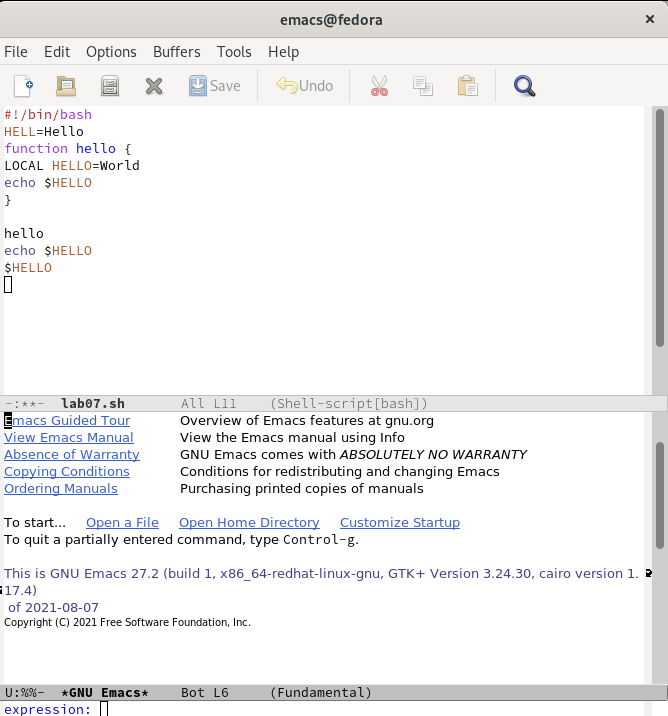 emacs@fedora
File Edit Options Buffers Tools Help
Save Undo
#!/bin/bash
HELL=Hello
function hello {
LOCAL HELLO=World
echo $HELLO
}
hello
echo $HELLO
$HELLO
-:**- lab07.sh All L11 (Shell-script[bash])
Emacs Guided Tour Overview of Emacs features at gnu.org
View Emacs Manual View the Emacs manual using Info
Absence of Warranty GNU Emacs comes with ABSOLUTELY NO WARRANTY
Copying Conditions Conditions for redistributing and changing Emacs
Ordering Manuals Purchasing printed copies of manuals
To start... Open a File Open Home Directory Customize Startup
To quit a partially entered command, type Control-g.
This is GNU Emacs 27.2 (build 1, x86_64-redhat-linux-gnu, GTK+ Version 3.24.30, cairo version 1.
17.4)
of 2021-08-07
Copyright (C) 2021 Free Software Foundation, Inc.
U:%%- *GNU Emacs* Bot L6 (Fundamental)
expression: